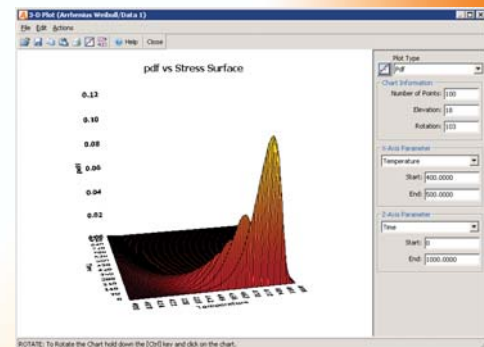 3-D Plot (Arrhenius Weibull/Data 1)
File Edit Actions
Help Close
pdf vs Stress Surface
0.12
0.10
0.08
0.06
0.04
0.02
pdf
Temperature
Plot Type
Pdf
Chart Information
Number of Points: 100
Elevation: 18
Rotation: 103
X-Axis Parameter
Temperature
Start: 400.0000
End: 500.0000
Z-Axis Parameter
Time
Start: 0
End: 1000.0000
ROTATE: To Rotate the Chart hold down the [Ctrl] key and click on the chart.